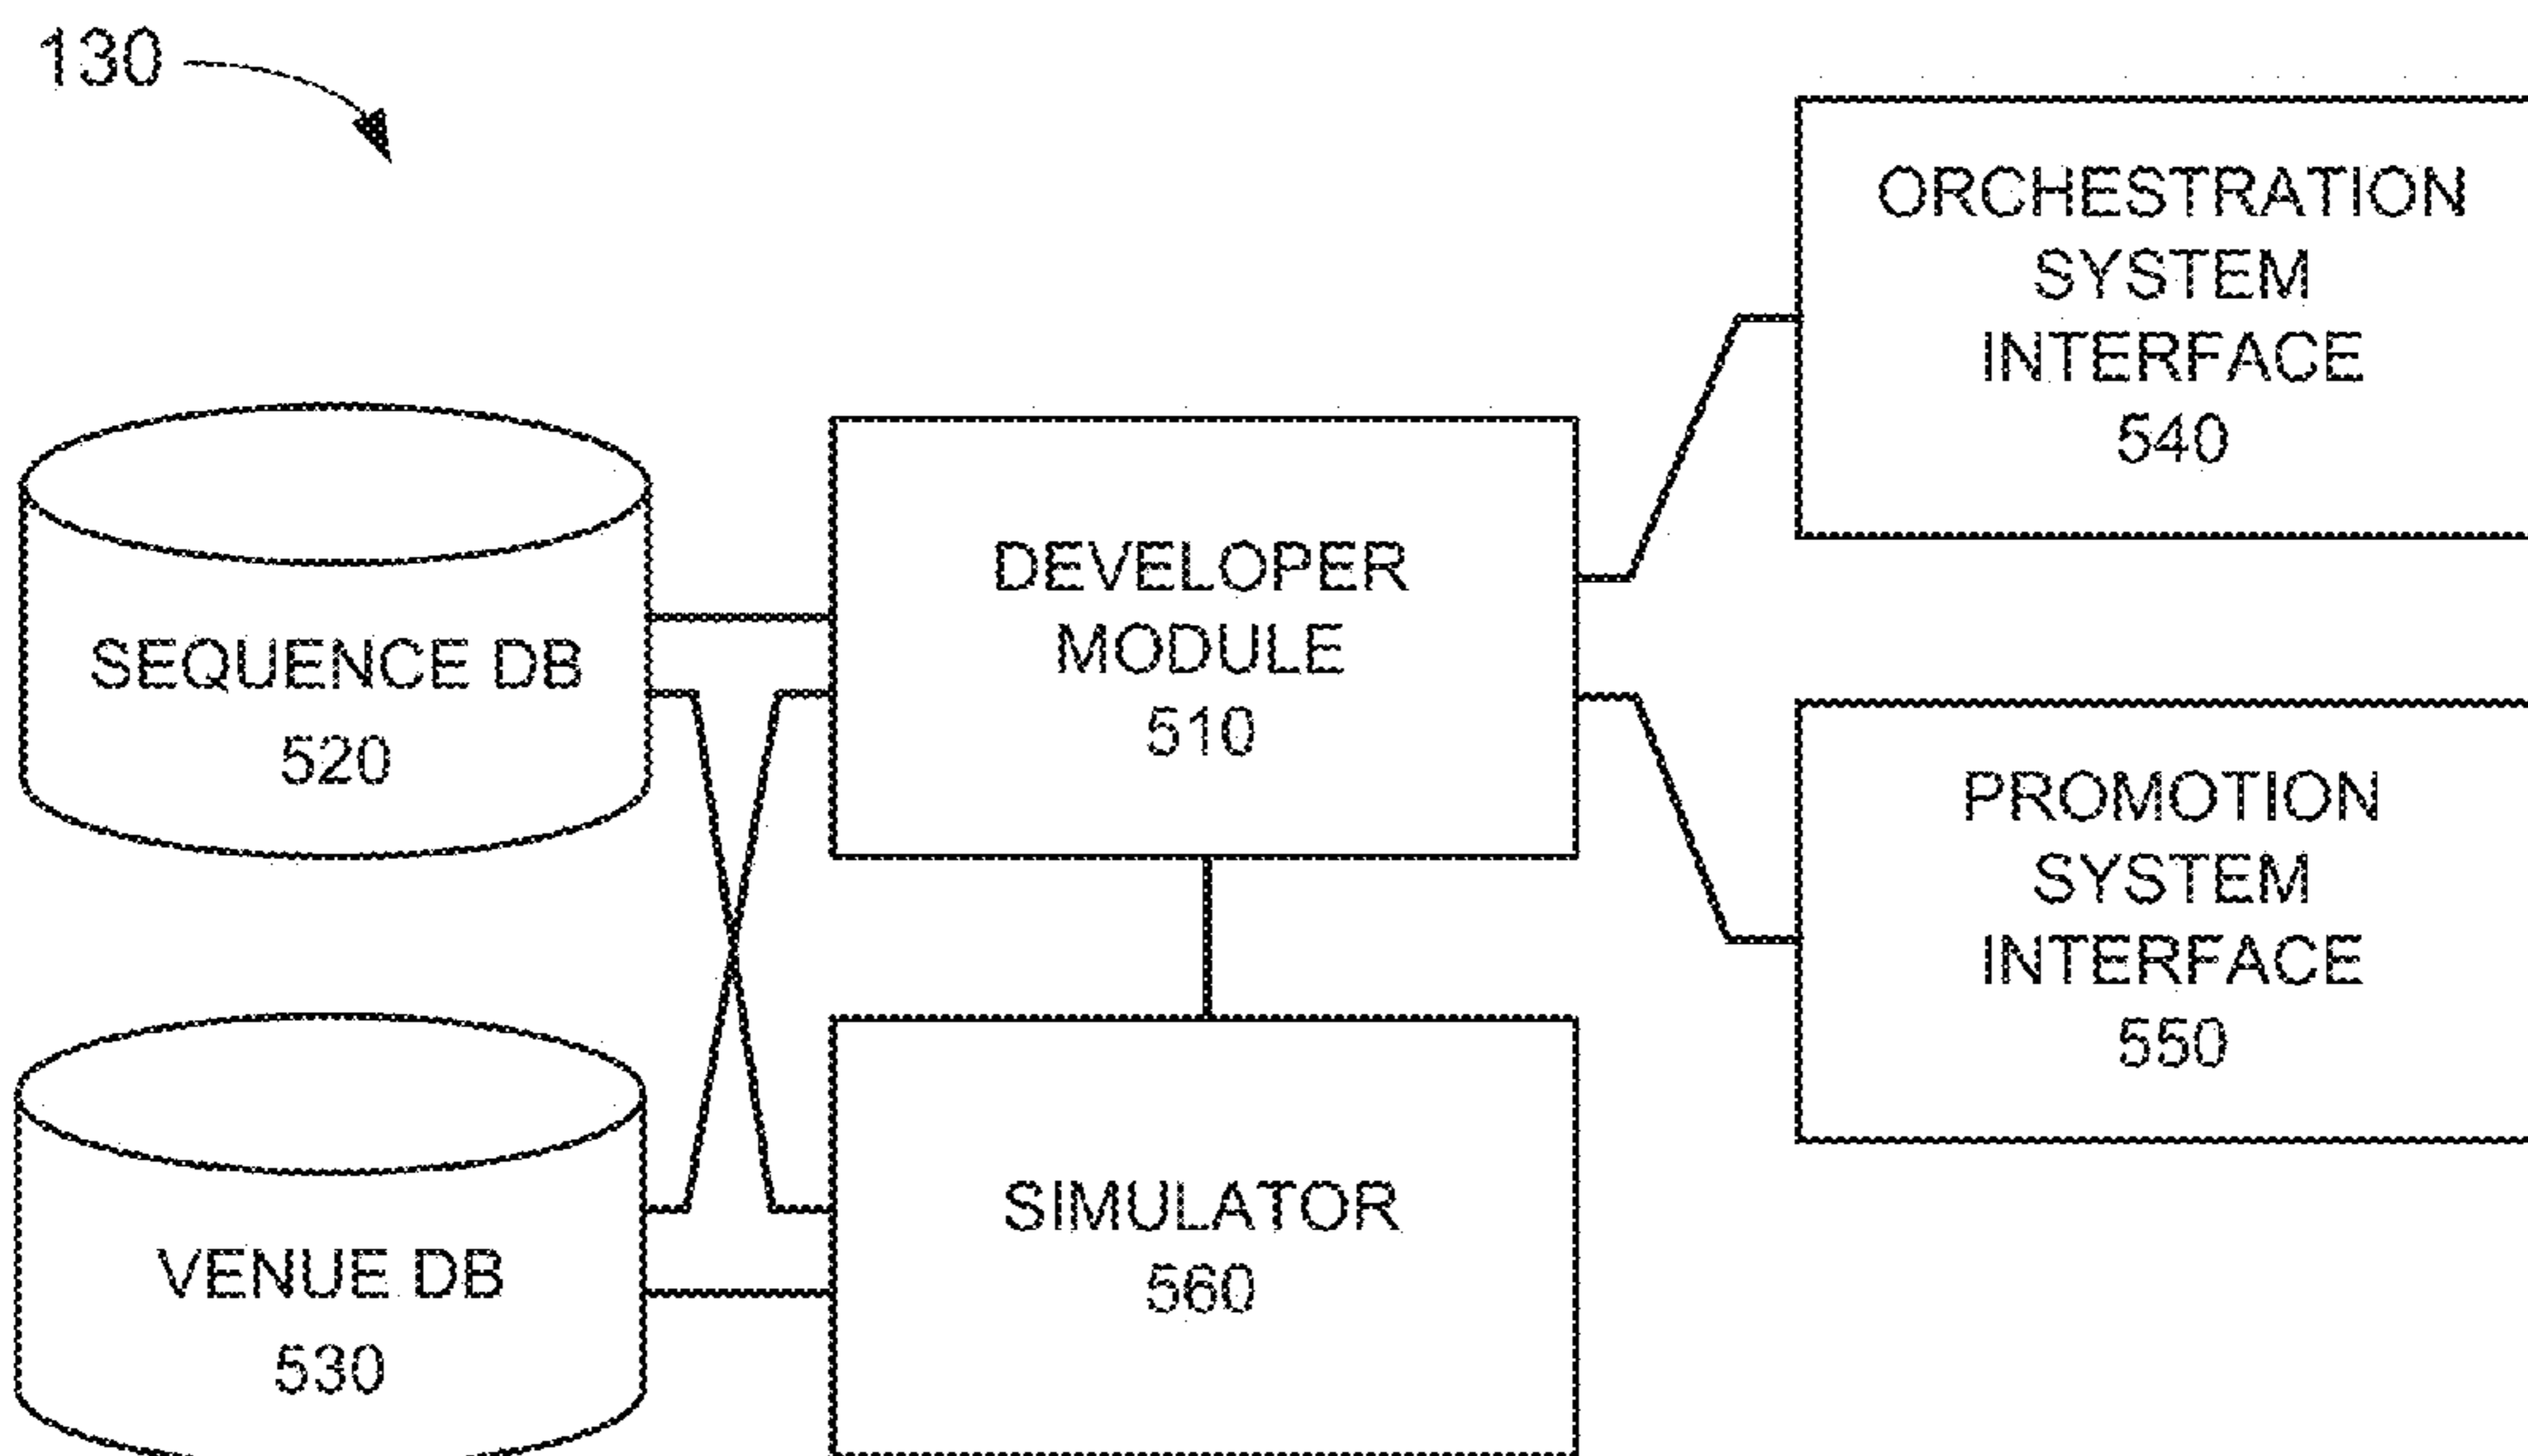 130
ORCHESTRATION
SYSTEM
INTERFACE
540
DEVELOPER
MODULE
510
SEQUENCE DB
520
PROMOTION
SYSTEM
INTERFACE
550
SIMULATOR
560
VENUE DB
530